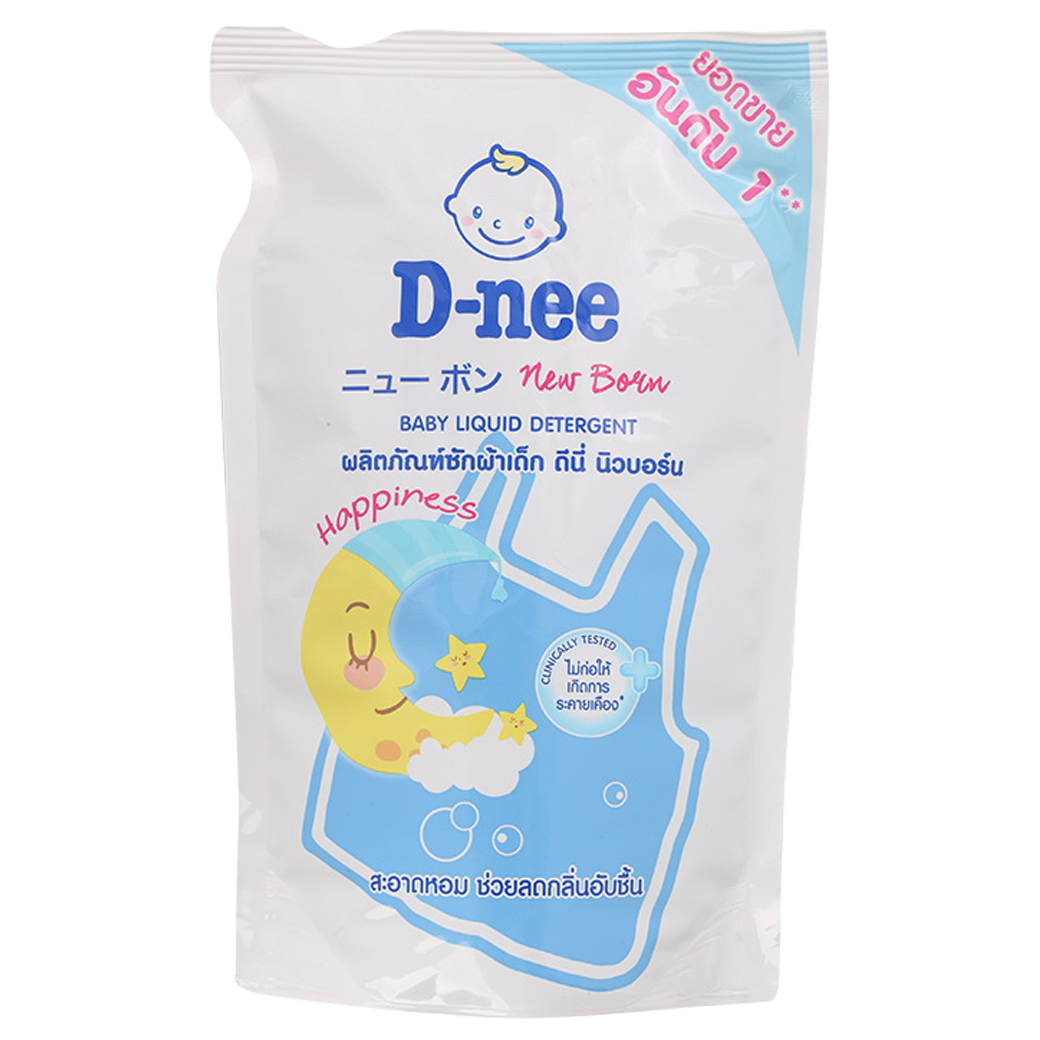 ยอดขาย
อันดับ 1**
D-nee
ニュー ボン New Born
BABY LIQUID DETERGENT
ผลิตภัณฑ์ซักผ้าเด็ก ดีนี่ นิวบอร์น
Happiness
CLINICALLY TESTED
ไม่ก่อให้
เกิดการ
ระคายเคือง*
สะอาดหอม ช่วยลดกลิ่นอับชื้น